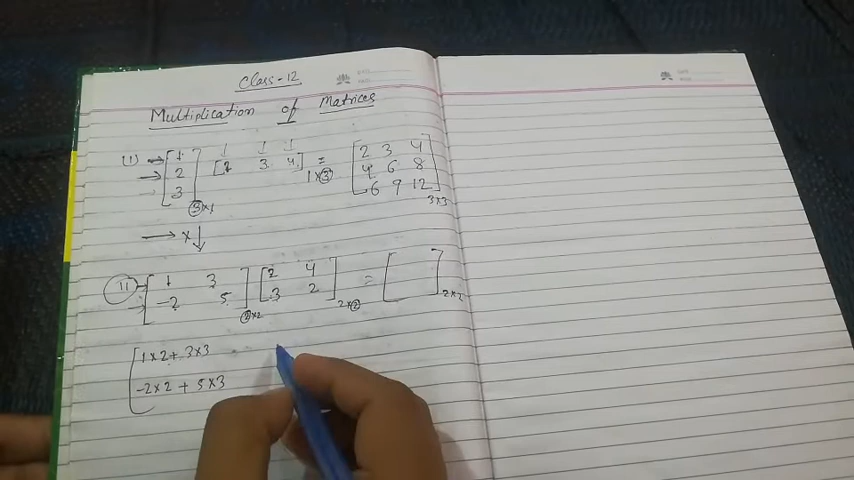 Class-12
Multiplication of Matrices
(1) → [1 2 3] 3×1 [2 3 4] 1×3 = [2 3 4
4 6 8
6 9 12] 3×3
→ × ↓
(11) [1 3
-2 5] 2×2 [2 4
3 2] 2×2 = [ ] 2×2
[1×2+ 3×3
-2×2 + 5×3